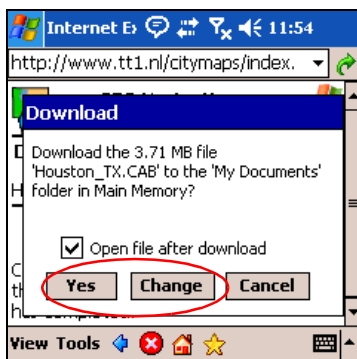 Internet Ex 11:54
http://www.tt1.nl/citymaps/index.
Download
Download the 3.71 MB file
'Houston_TX.CAB' to the 'My Documents'
folder in Main Memory?
Open file after download
Yes Change Cancel
View Tools